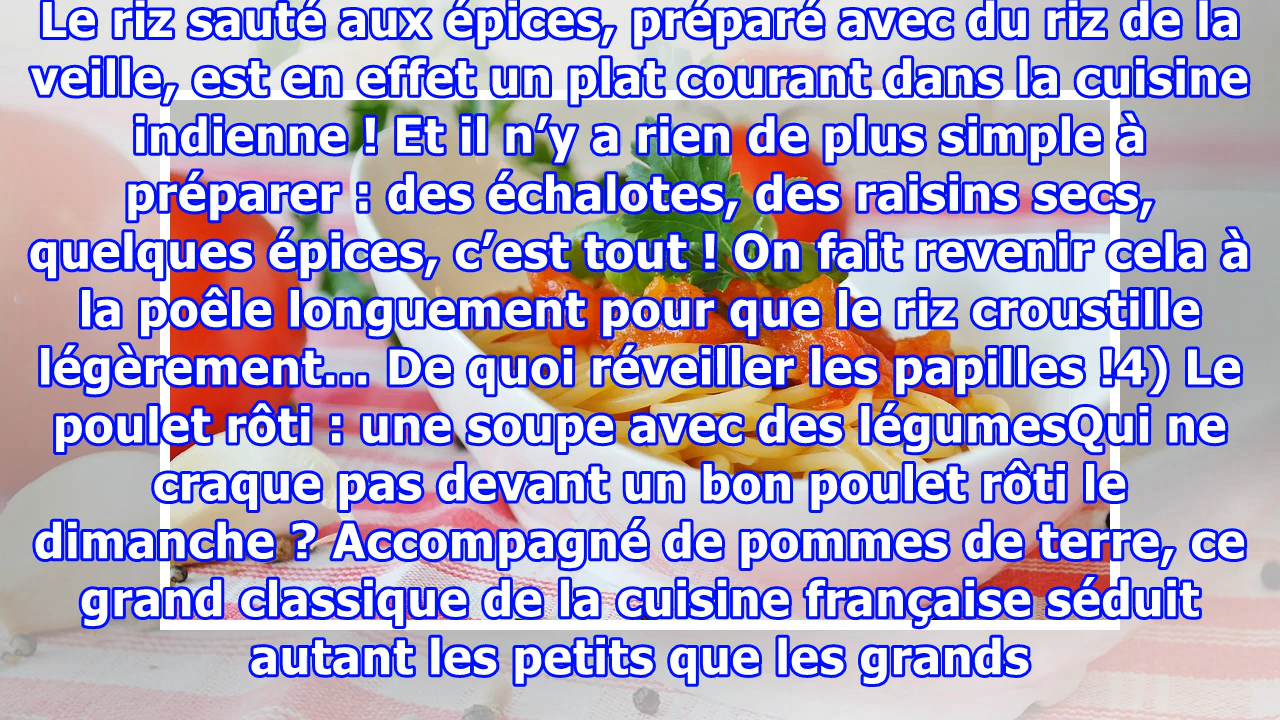 Le riz sauté aux épices, préparé avec du riz de la
veille, est en effet un plat courant dans la cuisine
indienne ! Et il n’y a rien de plus simple à
préparer : des échalotes, des raisins secs,
quelques épices, c’est tout ! On fait revenir cela à
la poêle longuement pour que le riz croustille
légèrement... De quoi réveiller les papilles !4) Le
poulet rôti : une soupe avec des légumesQui ne
craque pas devant un bon poulet rôti le
dimanche ? Accompagné de pommes de terre, ce
grand classique de la cuisine française séduit
autant les petits que les grands